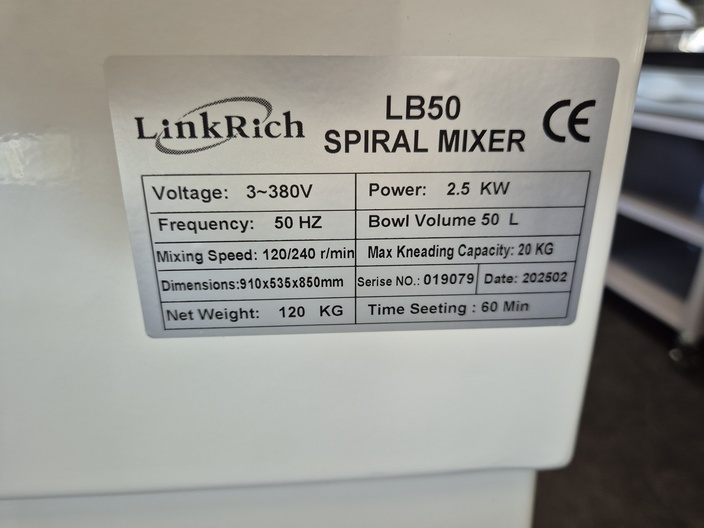 LinkRich
LB50
SPIRAL MIXER
CE
Voltage: 3~380V
Power: 2.5 KW
Frequency: 50 HZ
Bowl Volume 50 L
Mixing Speed: 120/240 r/min
Max Kneading Capacity: 20 KG
Dimensions:910x535x850mm
Serise NO.: 019079
Date: 202502
Net Weight: 120 KG
Time Seeting : 60 Min